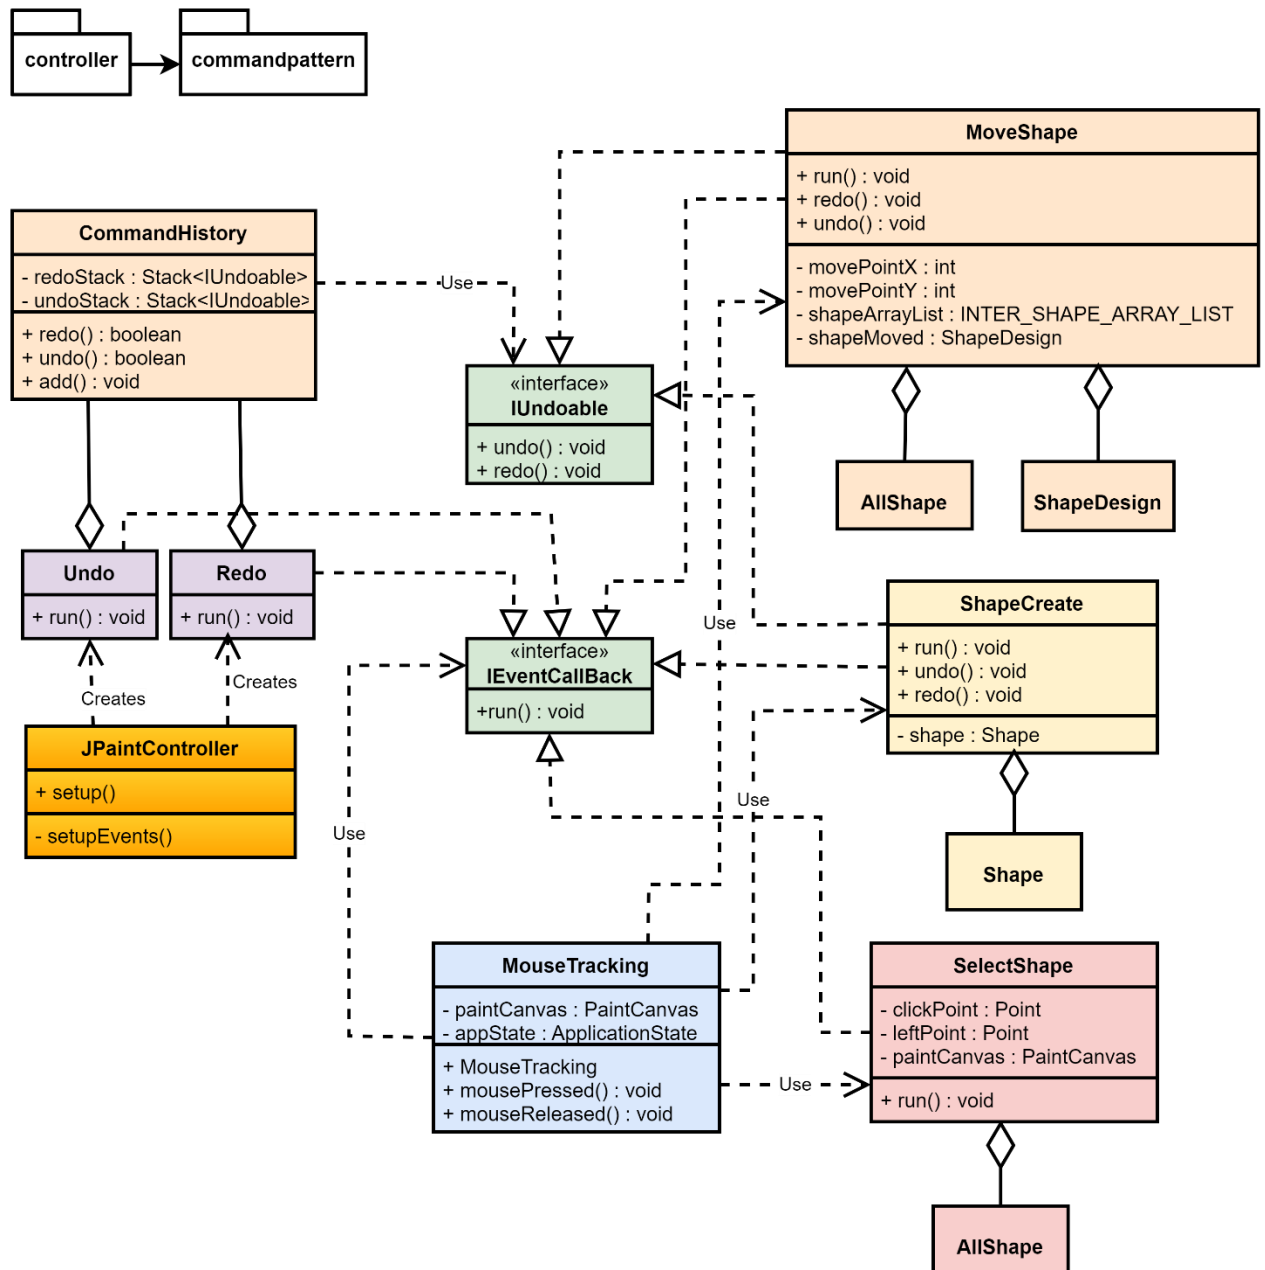 controller
commandpattern
MoveShape
+ run() : void
+ redo() : void
+ undo() : void
- movePointX : int
- movePointY : int
- shapeArrayList : INTER_SHAPE_ARRAY_LIST
- shapeMoved : ShapeDesign
CommandHistory
- redoStack : Stack<IUndoable>
- undoStack : Stack<IUndoable>
+ redo() : boolean
+ undo() : boolean
+ add() : void
Use
«interface»
IUndoable
+ undo() : void
+ redo() : void
AllShape
ShapeDesign
Undo
+ run() : void
Redo
+ run() : void
Creates
Creates
JPaintController
+ setup()
- setupEvents()
«interface»
IEventCallBack
+run() : void
Use
ShapeCreate
+ run() : void
+ undo() : void
+ redo() : void
- shape : Shape
Use
Use
Shape
MouseTracking
- paintCanvas : PaintCanvas
- appState : ApplicationState
+ MouseTracking
+ mousePressed() : void
+ mouseReleased() : void
Use
SelectShape
- clickPoint : Point
- leftPoint : Point
- paintCanvas : PaintCanvas
+ run() : void
AllShape